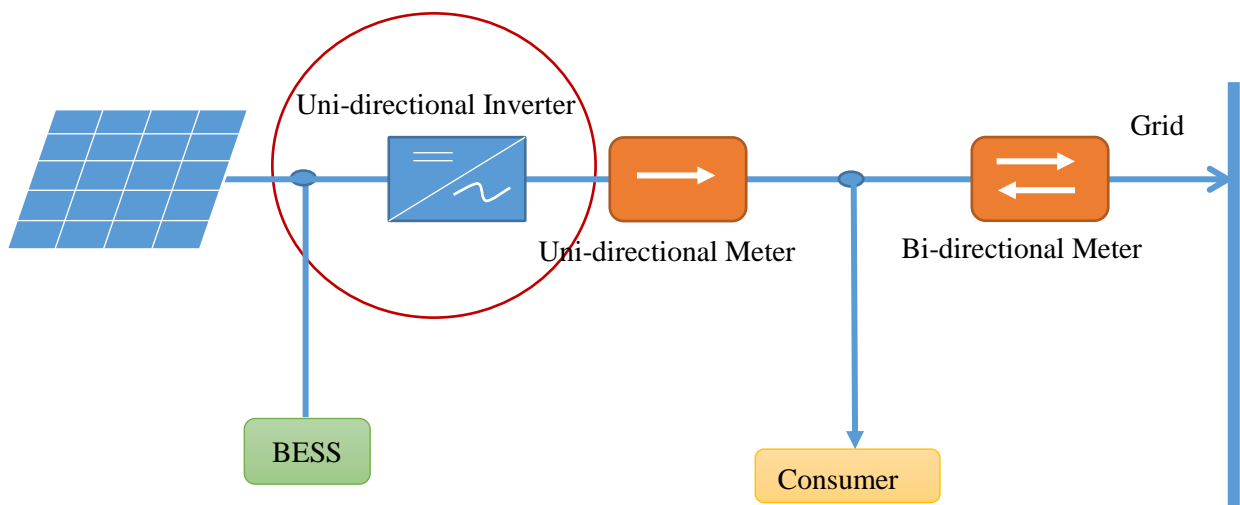 Uni-directional Inverter
Grid
Uni-directional Meter
Bi-directional Meter
BESS
Consumer